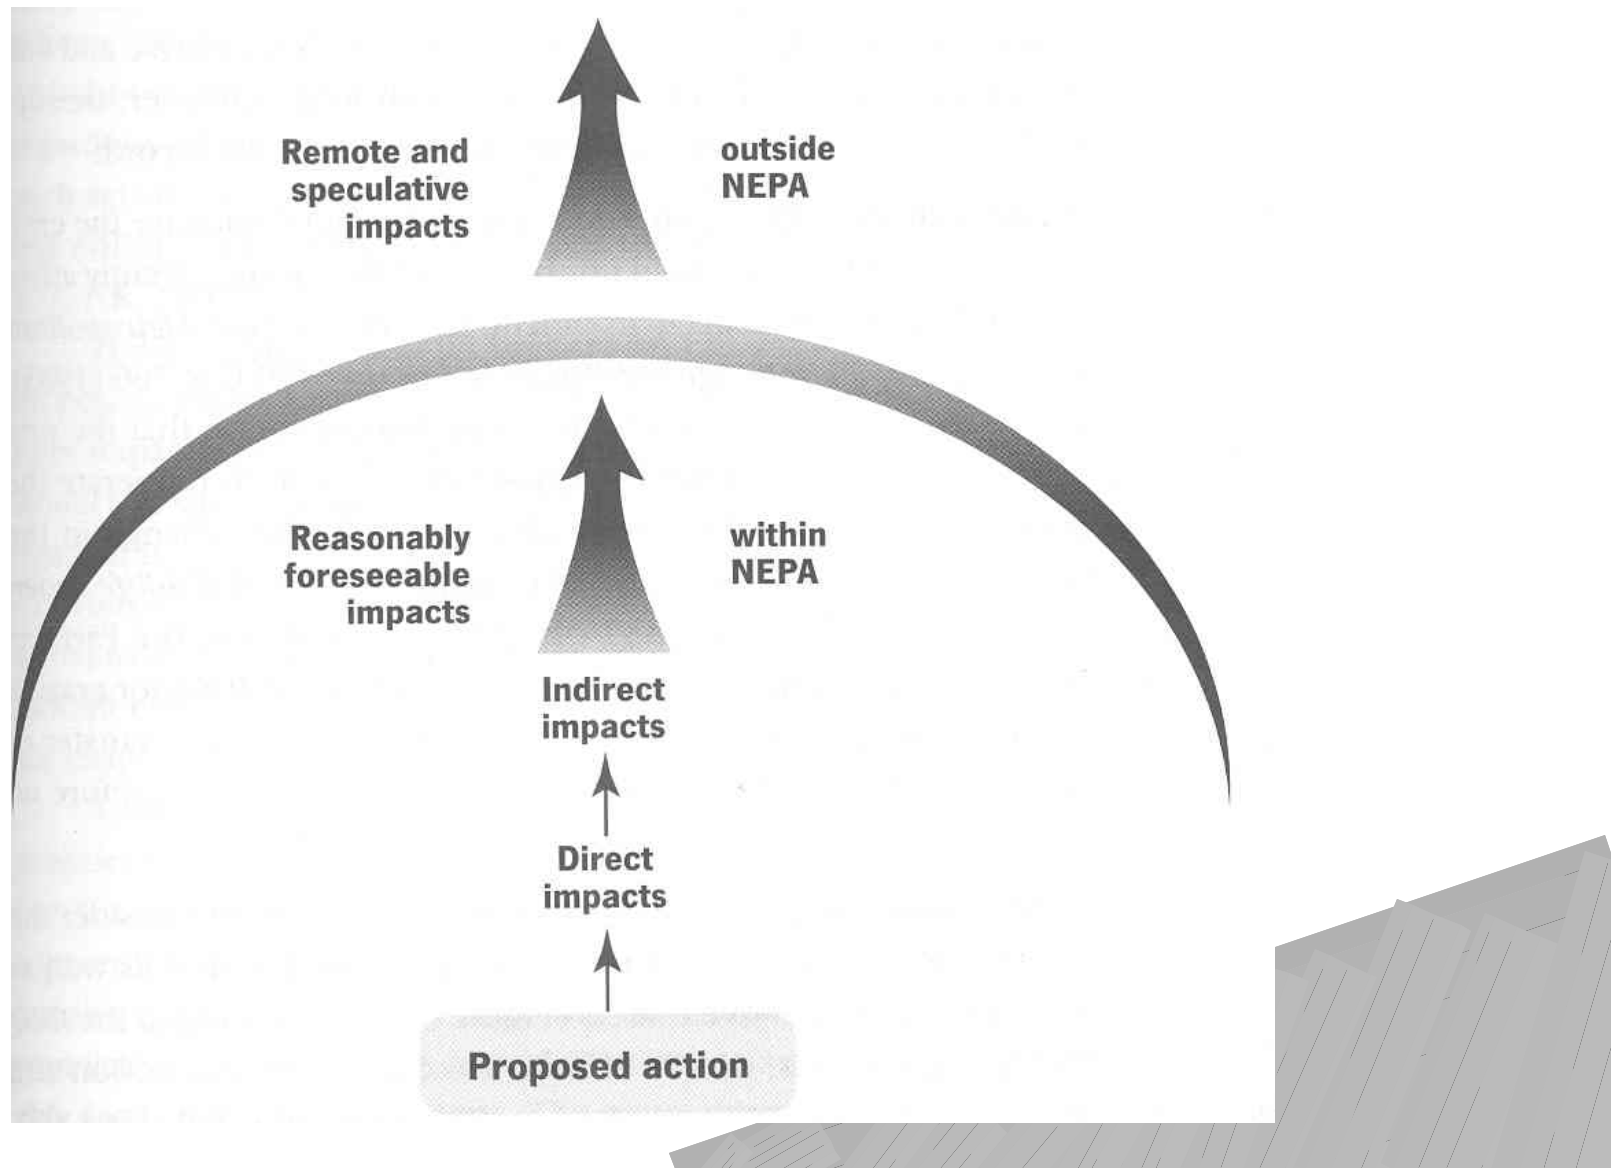 Remote and
speculative
impacts
outside
NEPA
Reasonably
foreseeable
impacts
within
NEPA
Indirect
impacts
Direct
impacts
Proposed action